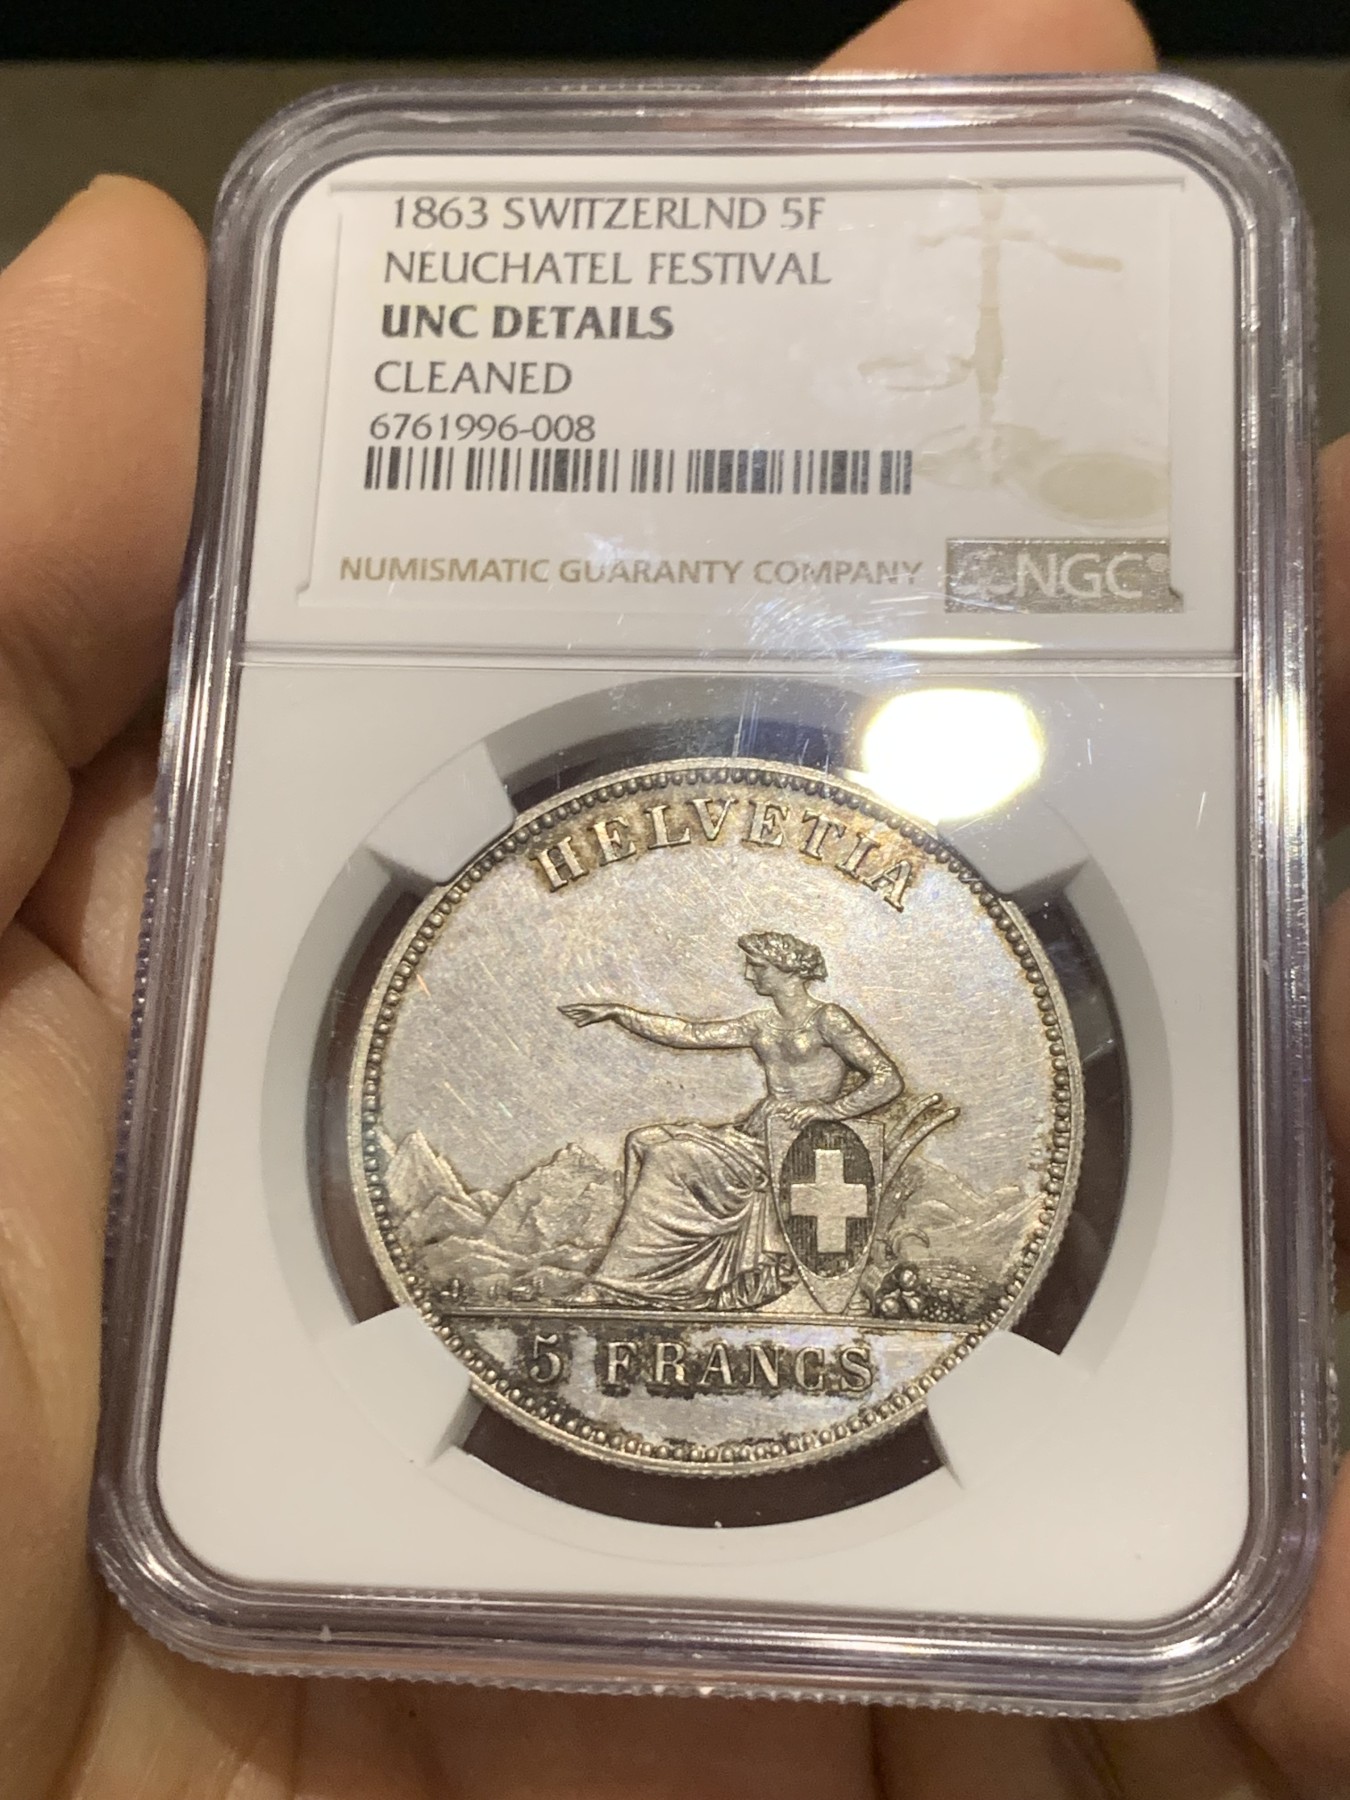 1863 SWITZERLND 5F
NEUCHATEL FESTIVAL
UNC DETAILS
CLEANED
6761996-008
NUMISMATIC GUARANTY COMPANY NGC
HELVETIA
5 FRANCS